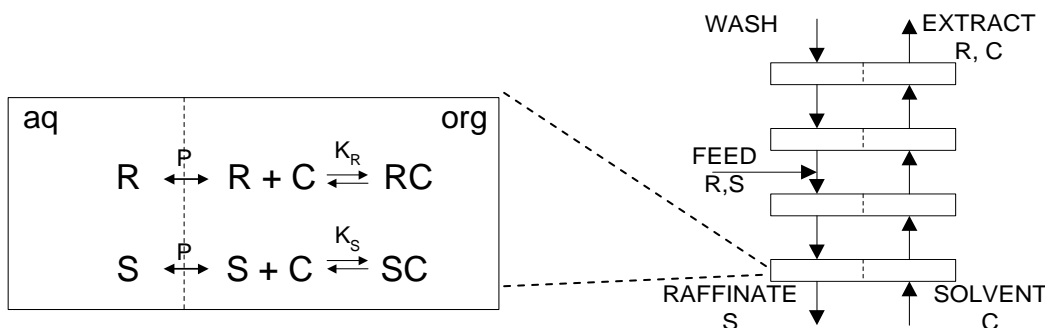 aq org
R P R + C K_R RC
S P S + C K_S SC
WASH
EXTRACT
R, C
FEED
R,S
RAFFINATE
S
SOLVENT
C